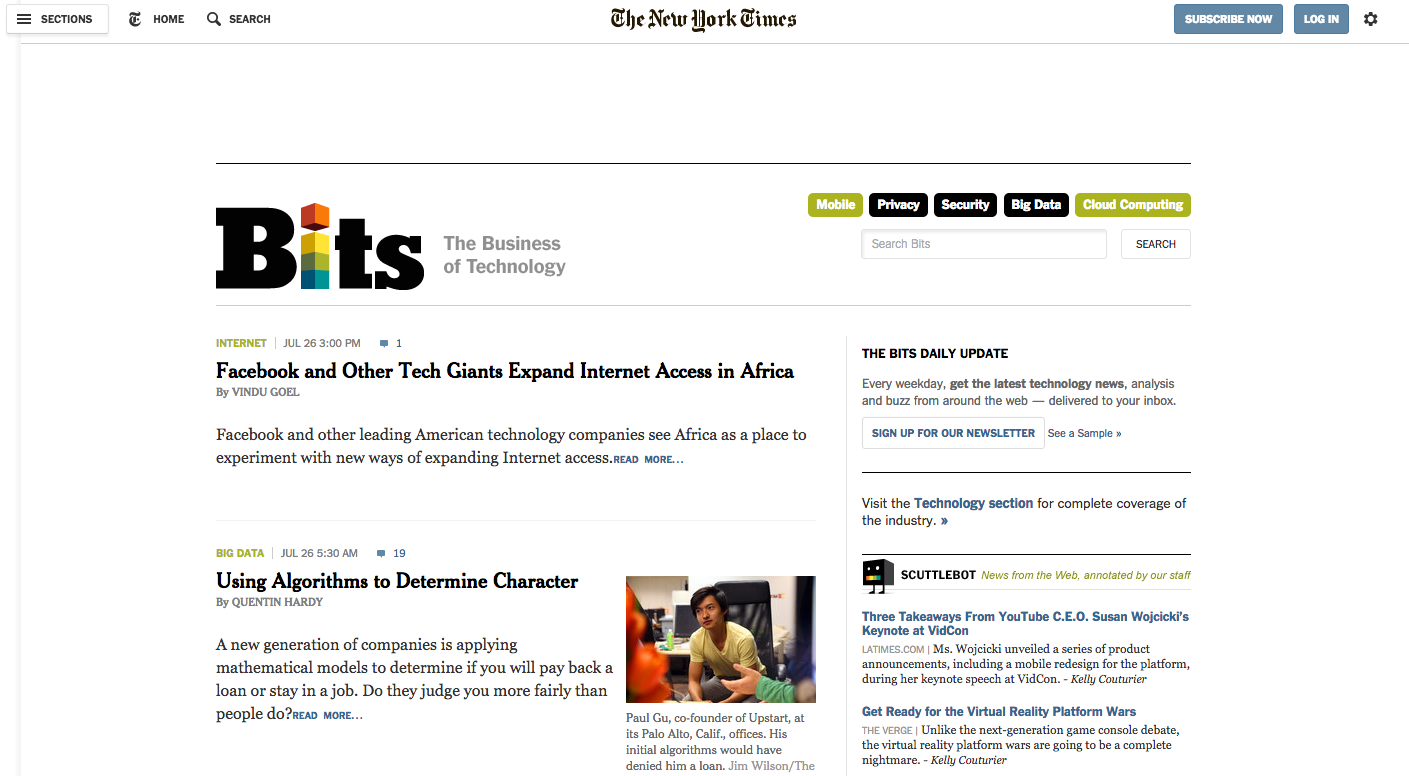 SECTIONS
HOME
SEARCH
The New York Times
SUBSCRIBE NOW
LOG IN
Bits
The Business
of Technology
Mobile
Privacy
Security
Big Data
Cloud Computing
Search Bits
SEARCH
INTERNET JUL 26 3:00 PM 1
Facebook and Other Tech Giants Expand Internet Access in Africa
By VINDU GOEL
Facebook and other leading American technology companies see Africa as a place to
experiment with new ways of expanding Internet access.READ MORE…
BIG DATA JUL 26 5:30 AM 19
Using Algorithms to Determine Character
By QUENTIN HARDY
A new generation of companies is applying
mathematical models to determine if you will pay back a
loan or stay in a job. Do they judge you more fairly than
people do?READ MORE…
Paul Gu, co-founder of Upstart, at
its Palo Alto, Calif., offices. His
initial algorithms would have
denied him a loan. Jim Wilson/The
THE BITS DAILY UPDATE
Every weekday, get the latest technology news, analysis
and buzz from around the web — delivered to your inbox.
SIGN UP FOR OUR NEWSLETTER See a Sample »
Visit the Technology section for complete coverage of
the industry. »
SCUTTLEBOT News from the Web, annotated by our staff
Three Takeaways From YouTube C.E.O. Susan Wojcicki's
Keynote at VidCon
LATIMES.COM | Ms. Wojcicki unveiled a series of product
announcements, including a mobile redesign for the platform,
during her keynote speech at VidCon. - Kelly Couturier
Get Ready for the Virtual Reality Platform Wars
THE VERGE | Unlike the next-generation game console debate,
the virtual reality platform wars are going to be a complete
nightmare. - Kelly Couturier